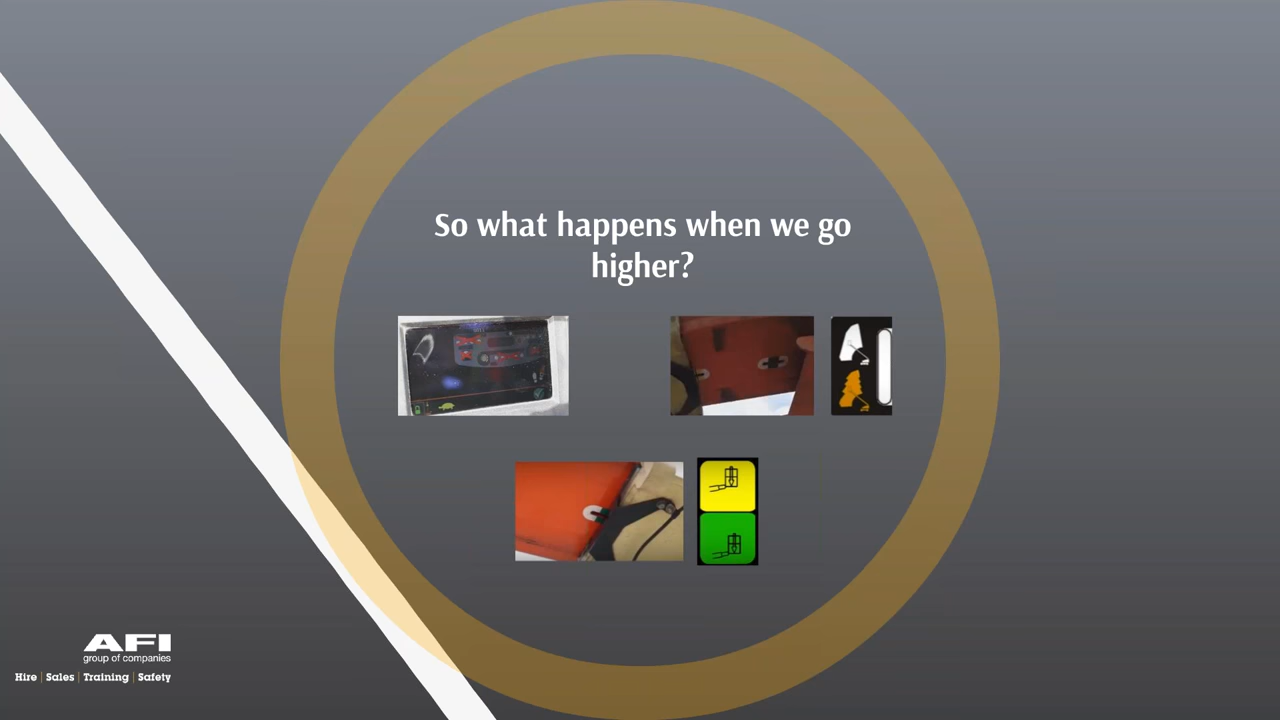 So what happens when we go
higher?
AFI
group of companies
Hire | Sales | Training | Safety